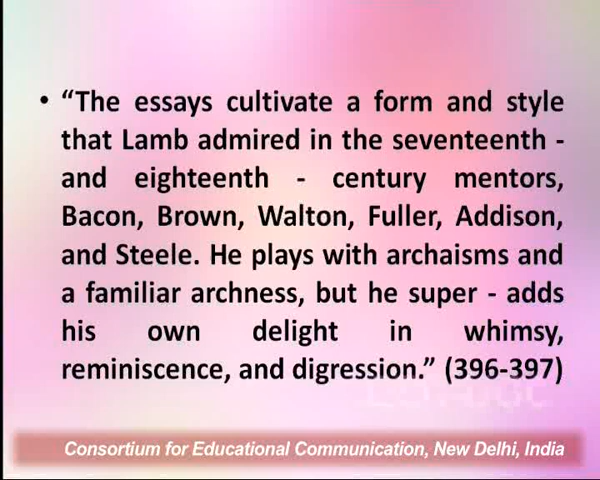 • “The essays cultivate a form and style
that Lamb admired in the seventeenth -
and eighteenth - century mentors,
Bacon, Brown, Walton, Fuller, Addison,
and Steele. He plays with archaisms and
a familiar archness, but he super - adds
his own delight in whimsy,
reminiscence, and digression.” (396-397)
Consortium for Educational Communication, New Delhi, India